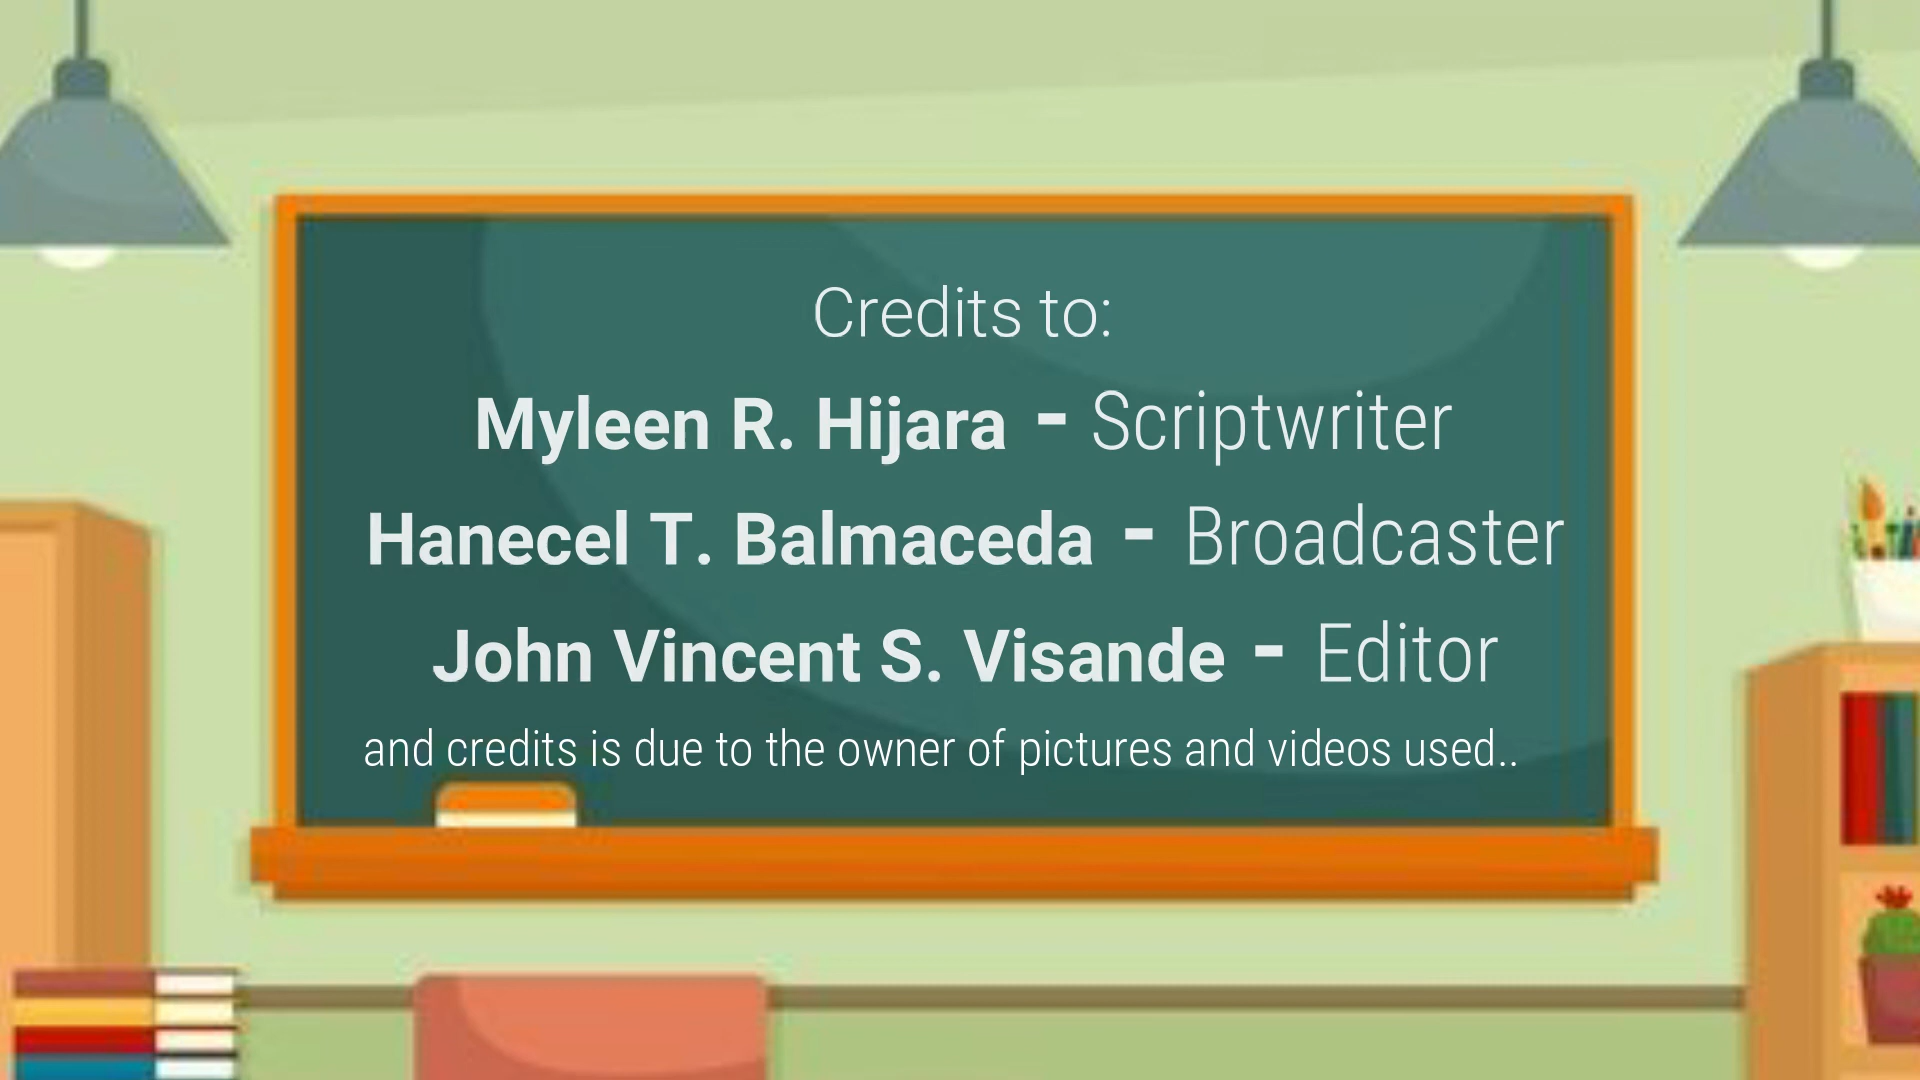 Credits to:
Myleen R. Hijara - Scriptwriter
Hanecel T. Balmaceda - Broadcaster
John Vincent S. Visande - Editor
and credits is due to the owner of pictures and videos used..